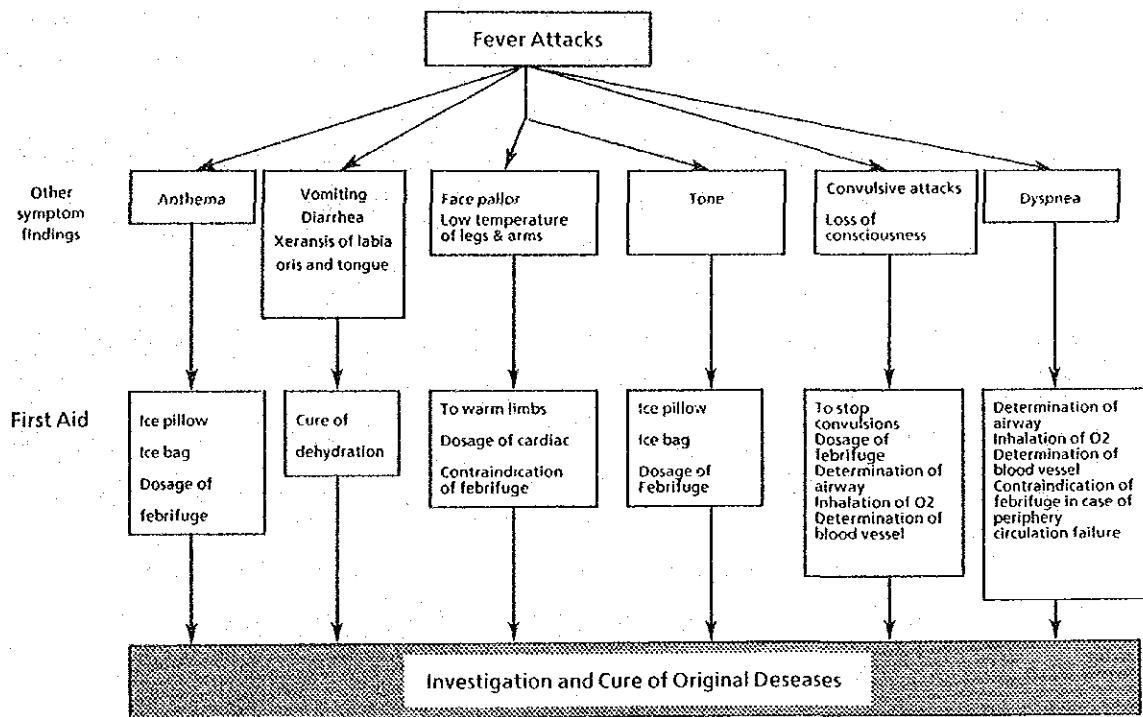 Fever Attacks
Other
symptom
findings
Anthema
Vomiting
Diarrhea
Xeransis of labia
oris and tongue
Face pallor
Low temperature
of legs & arms
Tone
Convulsive attacks
Loss of
consciousness
Dyspnea
First Aid
Ice pillow
Ice bag
Dosage of
febrifuge
Cure of
dehydration
To warm limbs
Dosage of cardiac
Contraindication
of febrifuge
Ice pillow
Ice bag
Dosage of
Febrifuge
To stop
convulsions
Dosage of
febrifuge
Determination of
airway
Inhalation of O2
Determination of
blood vessel
Determination of
airway
Inhalation of O2
Determination of
blood vessel
Contraindication of
febrifuge in case of
periphery
circulation failure
Investigation and Cure of Original Deseases